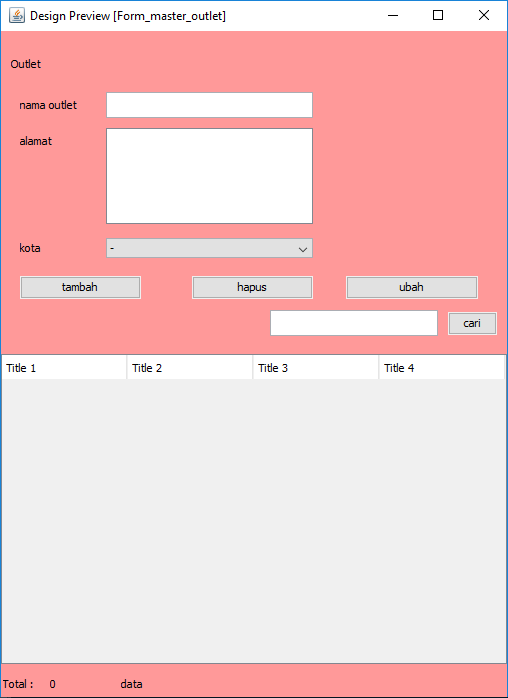 Design Preview [Form_master_outlet]
Outlet
nama outlet
alamat
kota -
tambah hapus ubah
cari
Title 1 Title 2 Title 3 Title 4
Total : 0 data